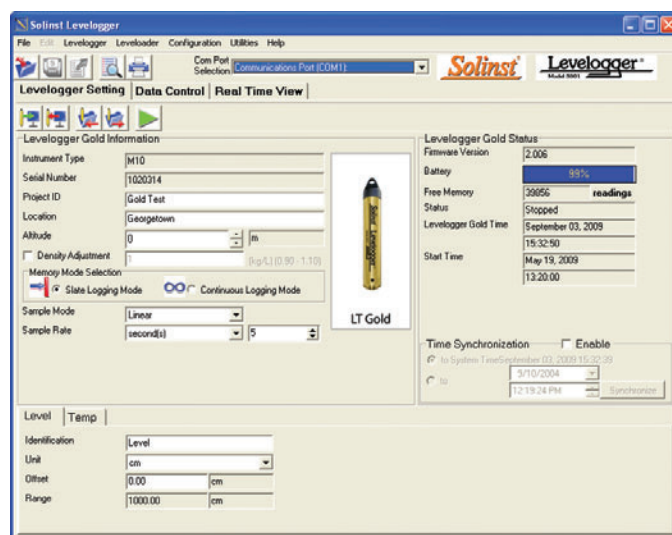 Solinst Levelogger
File Edit Levelogger Leveloader Configuration Utilities Help
Com Port Selection: Communications Port (COM1)
Solinst
Levelogger
Model 3001
Levelogger Setting Data Control Real Time View
Levelogger Gold Information
Instrument Type M10
Serial Number 1020314
Project ID Gold Test
Location Georgetown
Altitude 0 m
Density Adjustment 1 (kg/L) (0.90 - 1.10)
Memory Mode Selection
Slate Logging Mode Continuous Logging Mode
Sample Mode Linear
Sample Rate second(s) 5
Solinst Levelogger
LT Gold
Levelogger Gold Status
Firmware Version 2.006
Battery 99%
Free Memory 39056 readings
Status Stopped
Levelogger Gold Time September 03, 2009
15:32:50
Start Time May 19, 2009
13:20:00
Time Synchronization Enable
to System Time September 03, 2009 15:32:39
to 5/10/2004
12:19:24 PM Synchronize
Level Temp
Identification Level
Unit cm
Offset 0.00 cm
Range 1000.00 cm